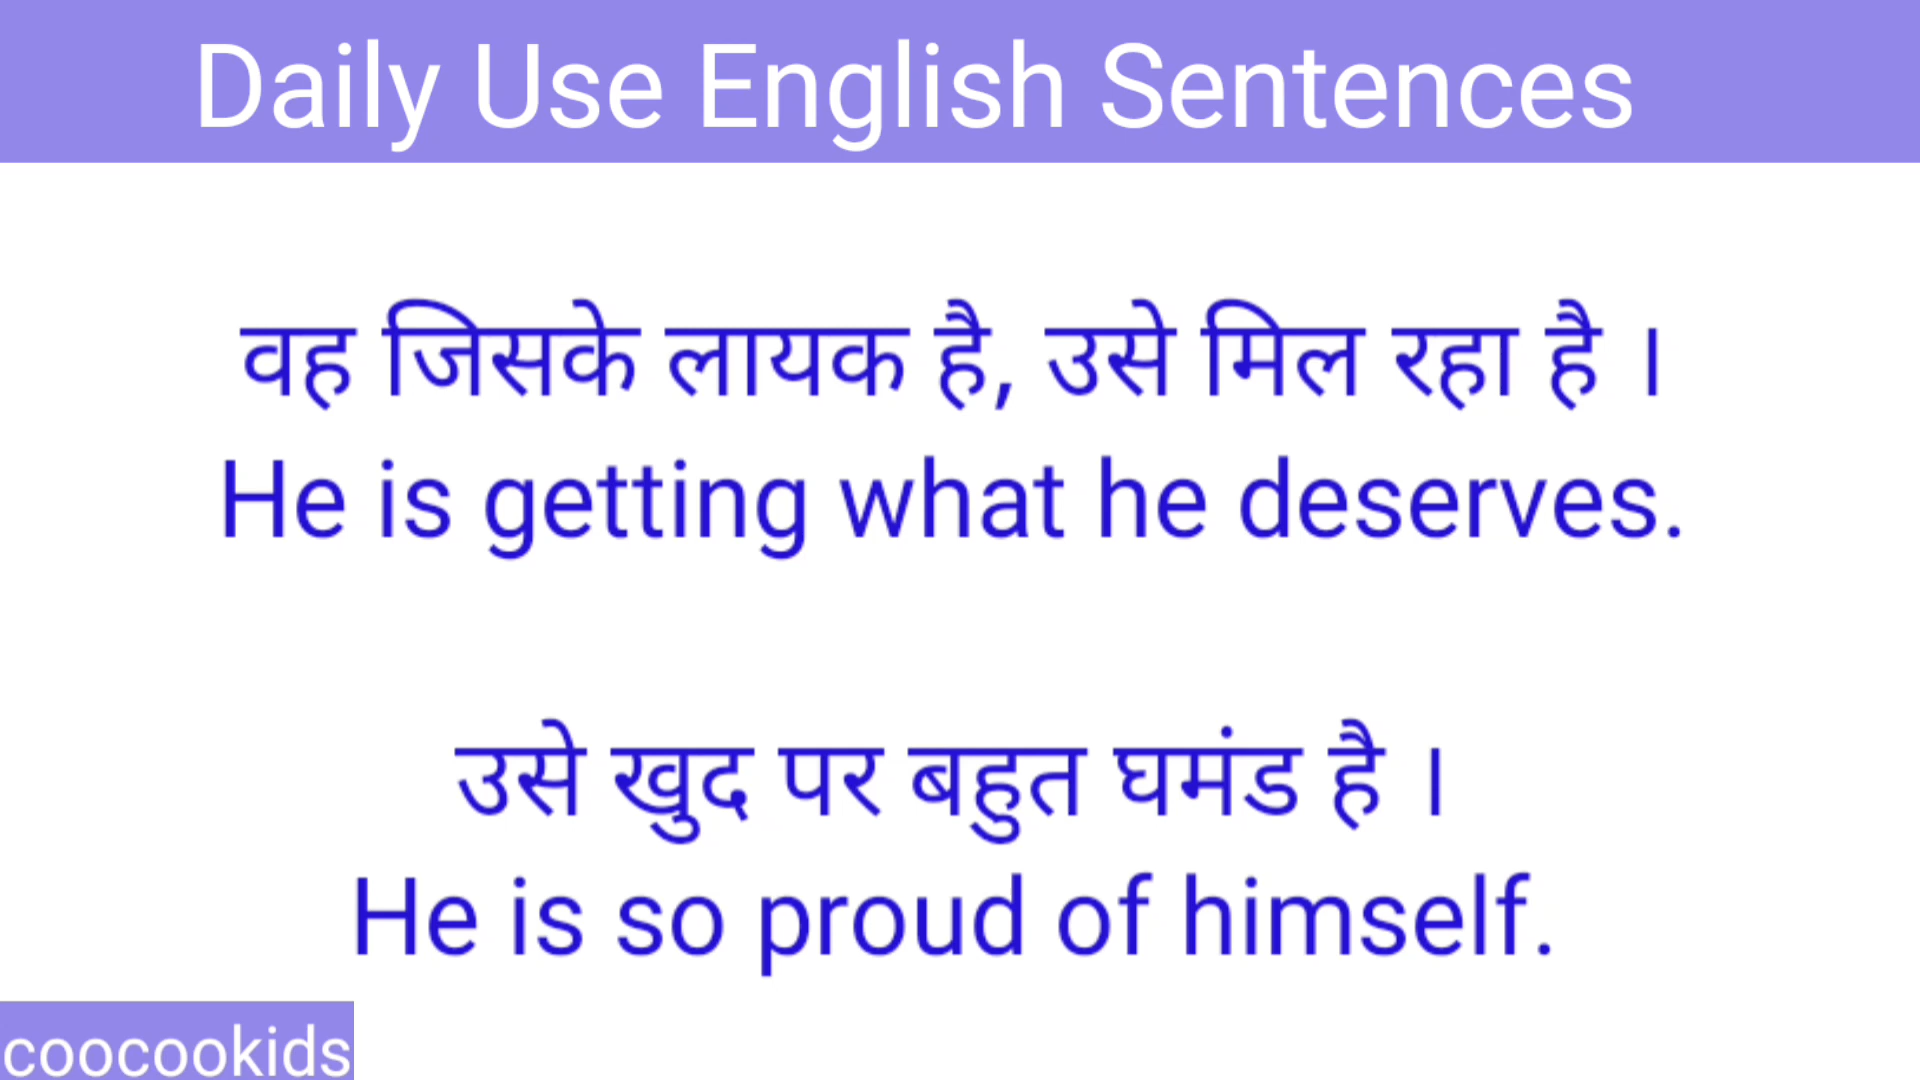 Daily Use English Sentences
वह जिसके लायक है, उसे मिल रहा है ।
He is getting what he deserves.
उसे खुद पर बहुत घमंड है ।
He is so proud of himself.
coocookids